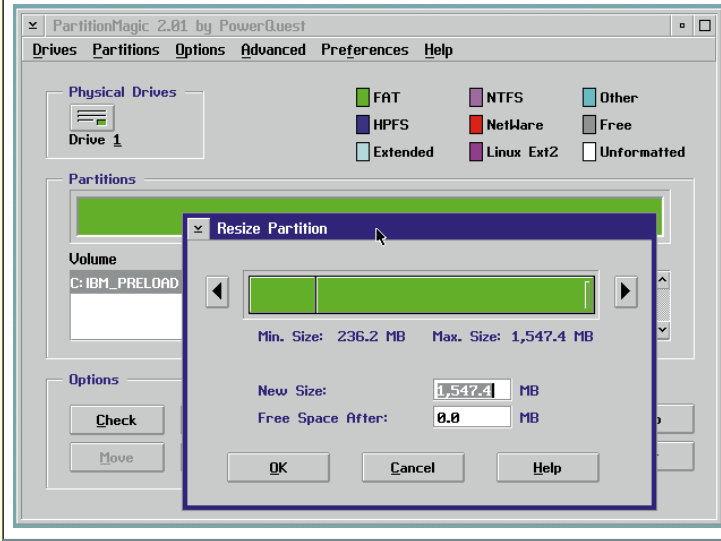 PartitionMagic 2.01 by PowerQuest
Drives Partitions Options Advanced Preferences Help
Physical Drives
Drive 1
FAT NTFS Other
HPFS NetWare Free
Extended Linux Ext2 Unformatted
Partitions
Volume
C: IBM_PRELOAD
Resize Partition
Min. Size: 236.2 MB Max. Size: 1,547.4 MB
New Size: 1,547.4 MB
Free Space After: 0.0 MB
OK Cancel Help
Options
Check
Move